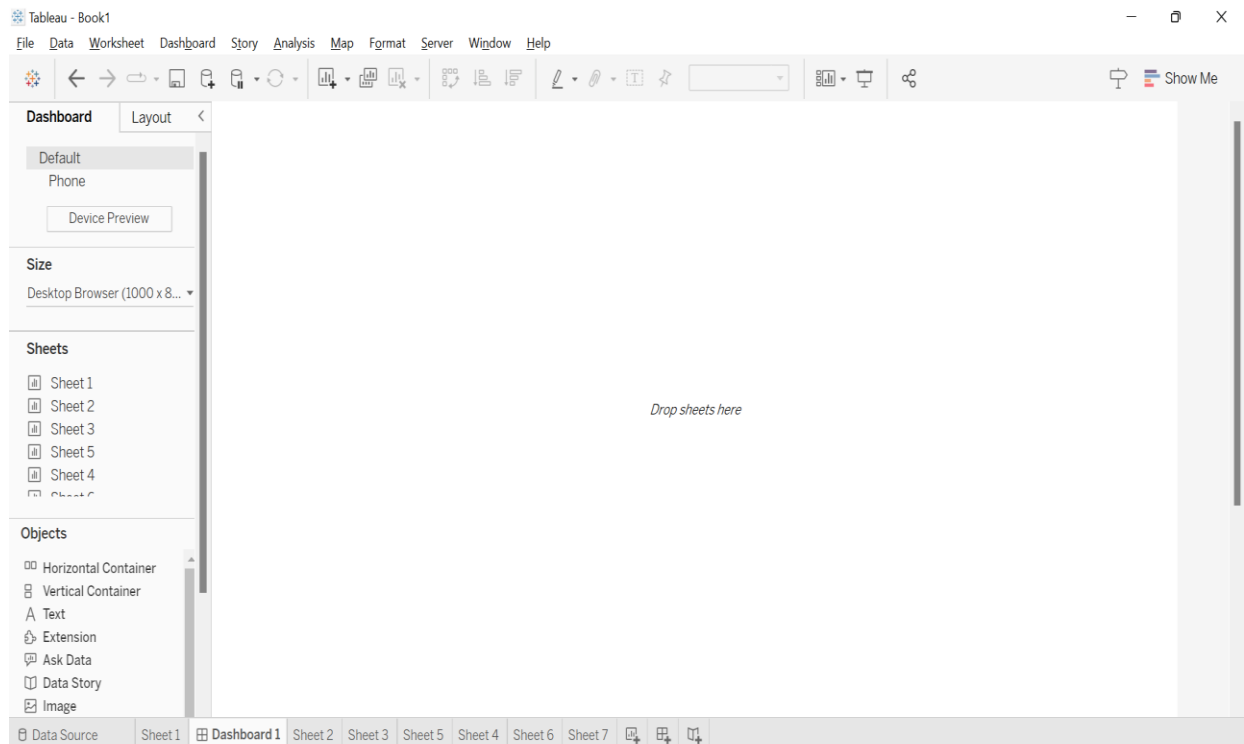 Tableau - Book1
File Data Worksheet Dashboard Story Analysis Map Format Server Window Help
Show Me
Dashboard Layout
Default
Phone
Device Preview
Size
Desktop Browser (1000 x 8...
Sheets
Sheet 1
Sheet 2
Sheet 3
Sheet 5
Sheet 4
Drop sheets here
Objects
Horizontal Container
Vertical Container
Text
Extension
Ask Data
Data Story
Image
Data Source Sheet 1 Dashboard 1 Sheet 2 Sheet 3 Sheet 5 Sheet 4 Sheet 6 Sheet 7